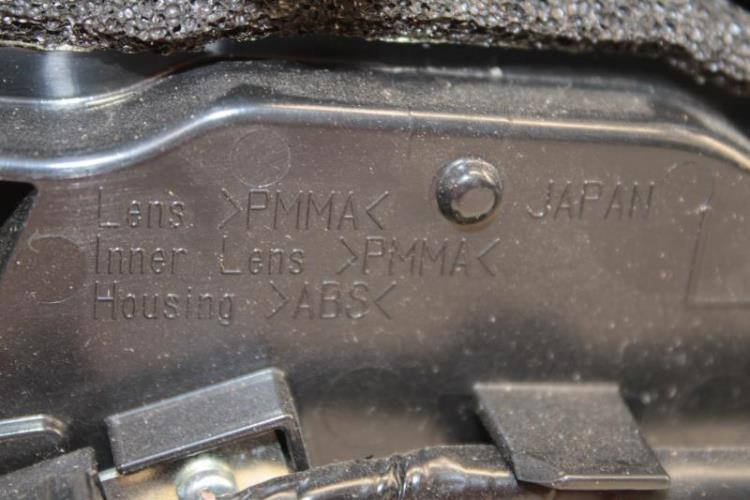 Lens >PMMA< JAPAN
Inner Lens >PMMA<
Housing >ABS<